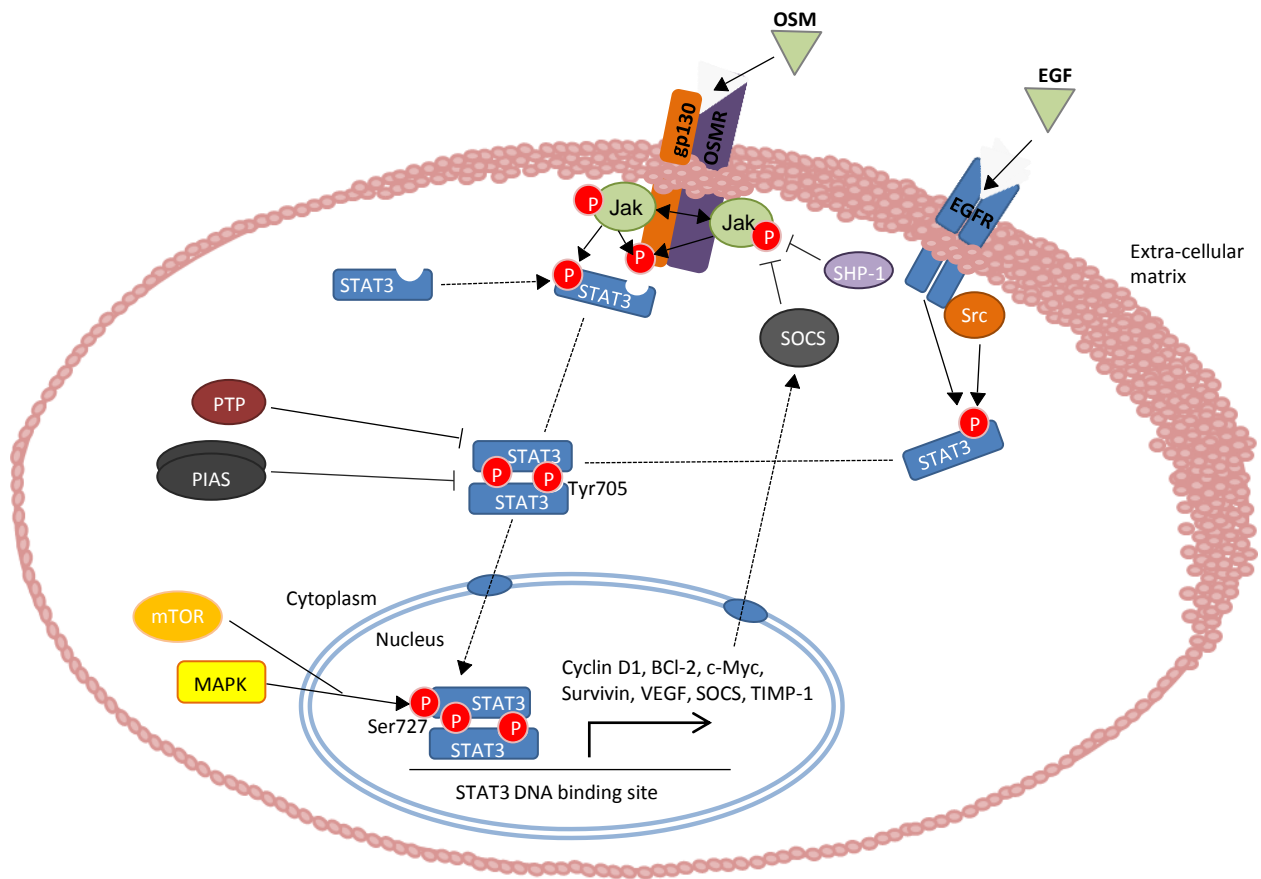 OSM
EGF
gp130
OSMR
EGFR
P
Jak
Jak
P
P
P
SHP-1
Extra-cellular
matrix
STAT3
STAT3
Src
SOCS
PTP
P
STAT3
STAT3
P
P
PIAS
Tyr705
STAT3
mTOR
Cytoplasm
Nucleus
MAPK
Cyclin D1, BCl-2, c-Myc,
Survivin, VEGF, SOCS, TIMP-1
P
STAT3
Ser727
P
P
STAT3
STAT3 DNA binding site